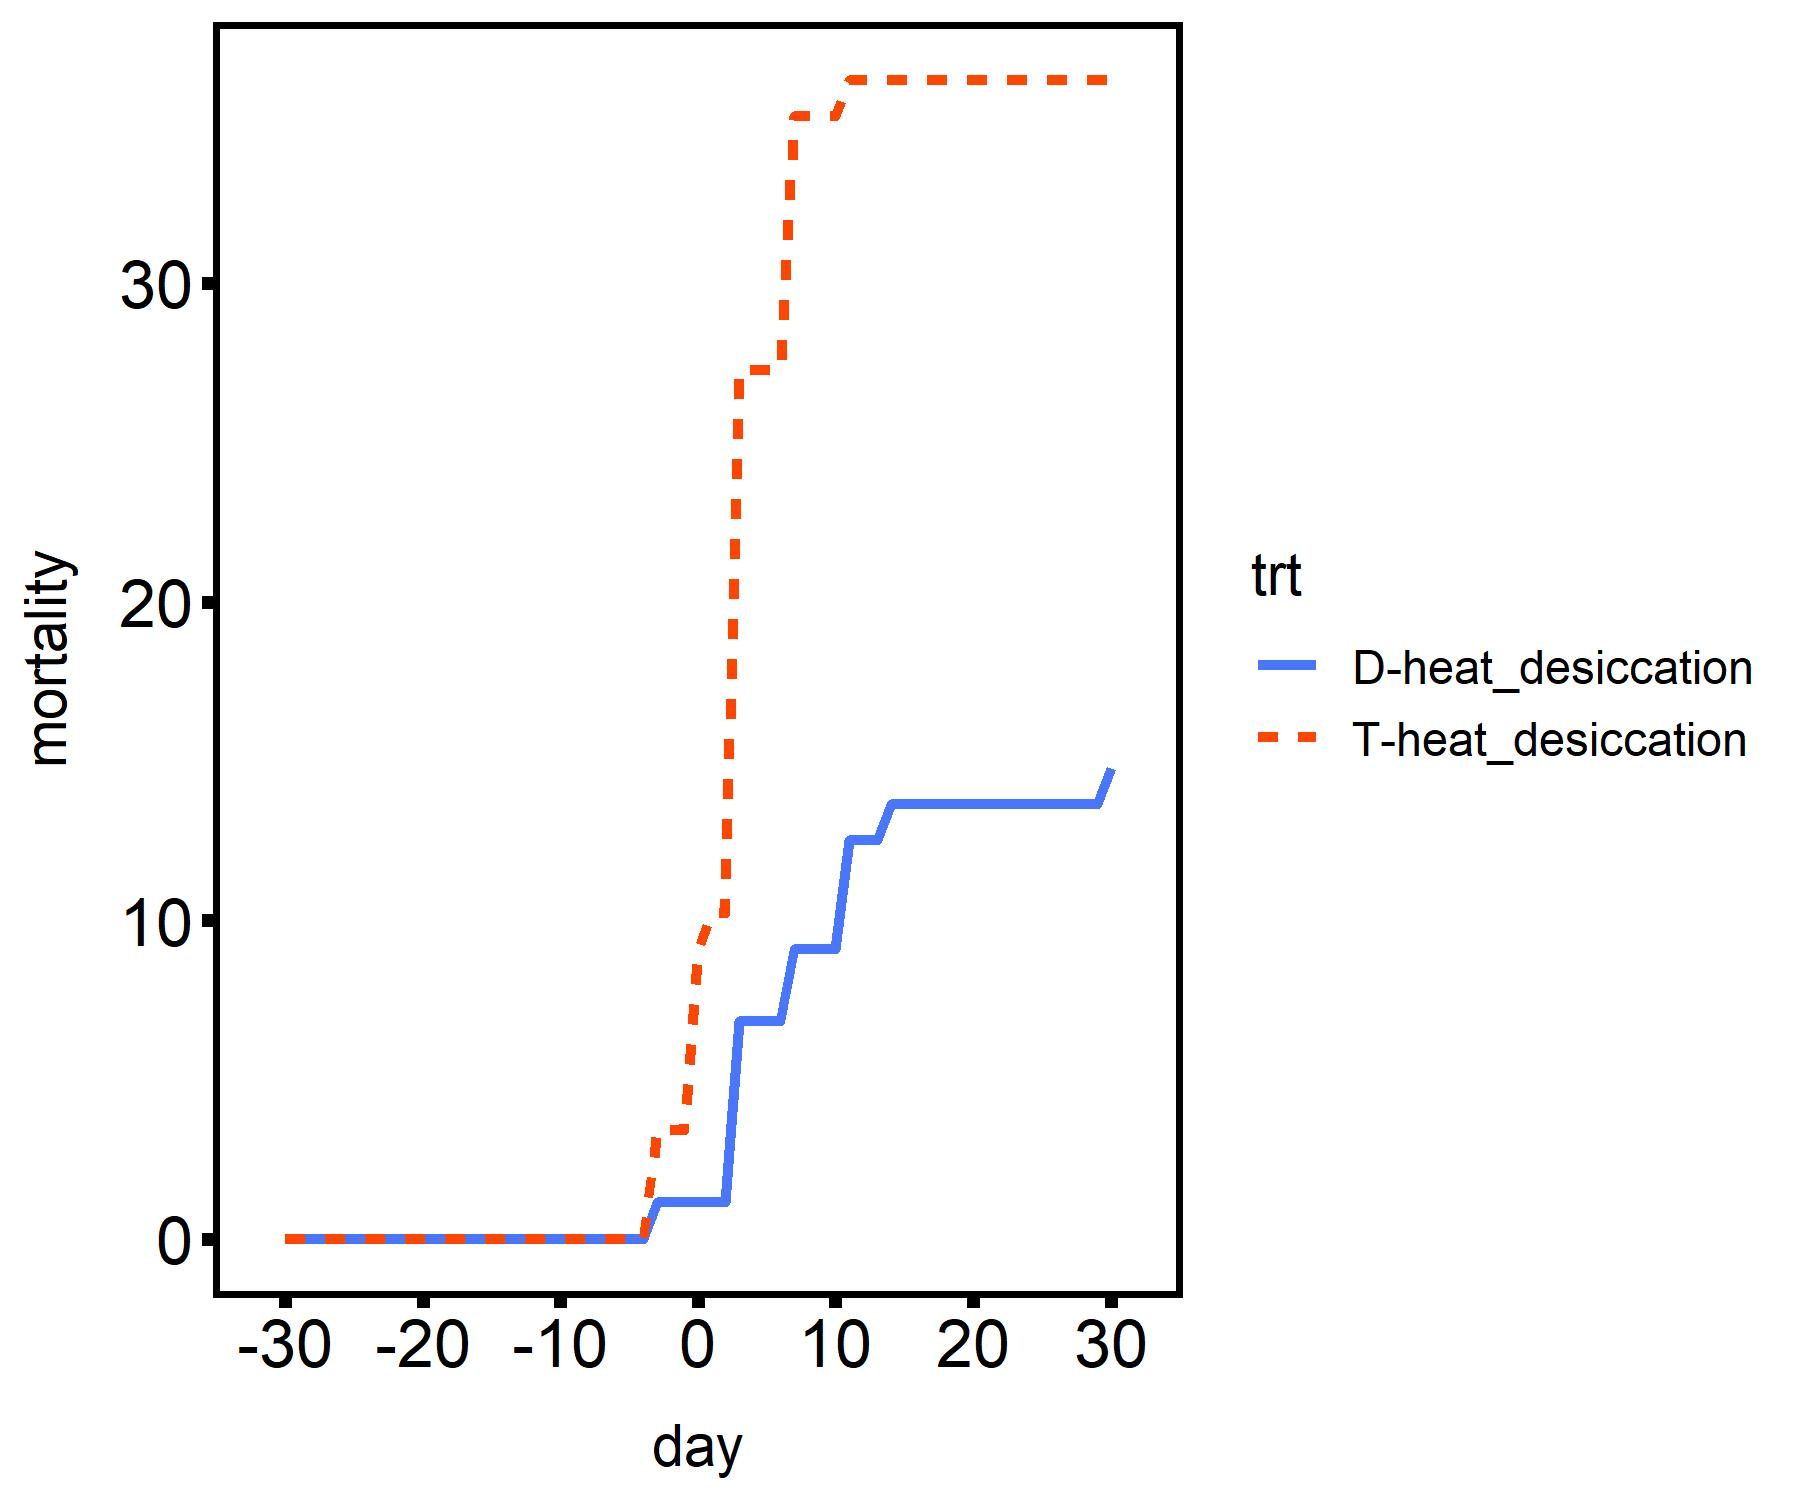 mortality
30
20
10
0
-30 -20 -10 0 10 20 30
day
trt
D-heat_desiccation
T-heat_desiccation